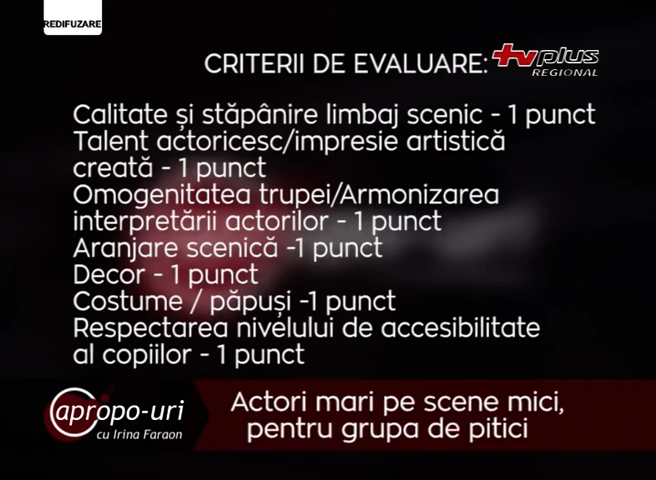 REDIFUZARE
CRITERII DE EVALUARE:
tvplus
REGIONAL
Calitate și stăpânire limbaj scenic - 1 punct
Talent actoricesc/impresie artistică
creată - 1 punct
Omogenitatea trupei/Armonizarea
interpretării actorilor - 1 punct
Aranjare scenică -1 punct
Decor - 1 punct
Costume / păpuși -1 punct
Respectarea nivelului de accesibilitate
al copiilor - 1 punct
apropo-uri
cu Irina Faraon
Actori mari pe scene mici,
pentru grupa de pitici